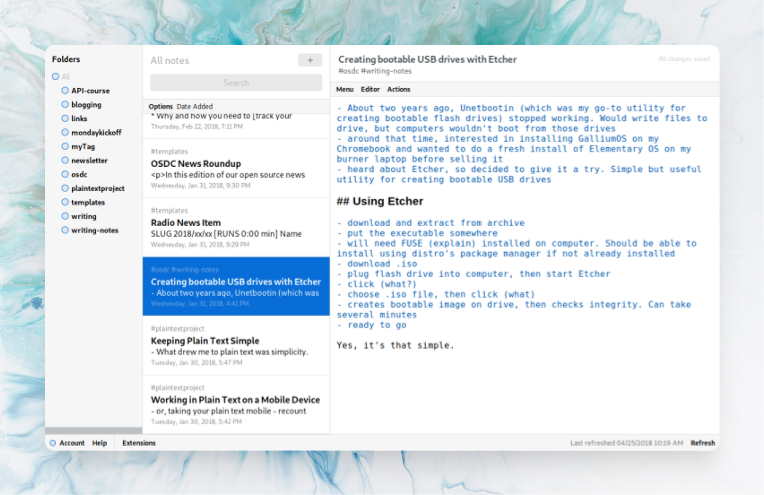 Folders
All
API-course
blogging
links
mondaykickoff
myTag
newsletter
osdc
plaintextproject
templates
writing
writing-notes
All notes
+
Search
Options Date Added
* Why and how you need to [track your
Thursday, Feb 22, 2018, 7:11 PM
#templates
OSDC News Roundup
<p>In this edition of our open source news
Wednesday, Jan 31, 2018, 9:30 PM
#templates
Radio News Item
SLUG 2018/xx/xx [RUNS 0:00 min] Name
Wednesday, Jan 31, 2018, 9:29 PM
#osdc #writing-notes
Creating bootable USB drives with Etcher
- About two years ago, Unetbootin (which was
Wednesday, Jan 31, 2018, 4:41 PM
#plaintextproject
Keeping Plain Text Simple
- What drew me to plain text was simplicity.
Tuesday, Jan 30, 2018, 5:47 PM
#plaintextproject
Working in Plain Text on a Mobile Device
- or, taking your plain text mobile - recount
Tuesday, Jan 30, 2018, 5:42 PM
Creating bootable USB drives with Etcher
All changes saved
#osdc #writing-notes
Menu Editor Actions
- About two years ago, Unetbootin (which was my go-to utility for
creating bootable flash drives) stopped working. Would write files to
drive, but computers wouldn't boot from those drives
- around that time, interested in installing GalliumOS on my
Chromebook and wanted to do a fresh install of Elementary OS on my
burner laptop before selling it
- heard about Etcher, so decided to give it a try. Simple but useful
utility for creating bootable USB drives
## Using Etcher
- download and extract from archive
- put the executable somewhere
- will need FUSE (explain) installed on computer. Should be able to
install using distro's package manager if not already installed
- download .iso
- plug flash drive into computer, then start Etcher
- click (what?)
- choose .iso file, then click (what)
- creates bootable image on drive, then checks integrity. Can take
several minutes
- ready to go
Yes, it's that simple.
Account Help Extensions
Last refreshed 04/25/2018 10:19 AM Refresh